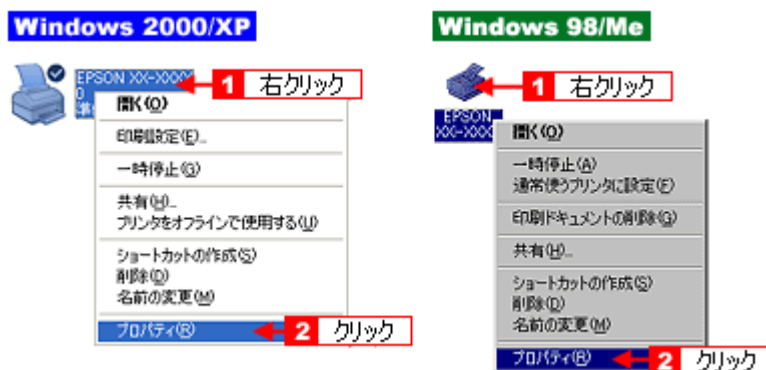 Windows 2000/XP
EPSON XX-XXXX
0
準
1 右クリック
開く(O)
印刷設定(F)...
一時停止(G)
共有(H)...
プリンタをオフラインで使用する(U)
ショートカットの作成(S)
削除(D)
名前の変更(M)
プロパティ(R)
2 クリック
Windows 98/Me
1 右クリック
EPSON
XX-XXX
開く(O)
一時停止(A)
通常使うプリンタに設定(F)
印刷ドキュメントの削除(G)
共有(H)...
ショートカットの作成(S)
削除(D)
名前の変更(M)
プロパティ(R)
2 クリック